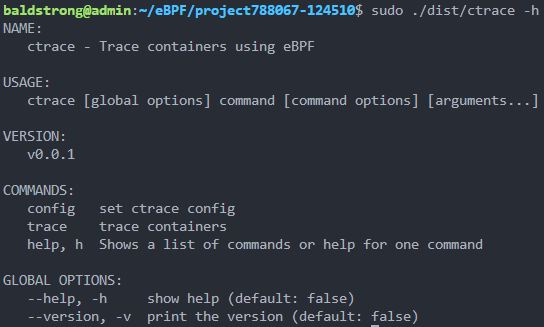 baldstrong@admin:~/eBPF/project788067-124510$ sudo ./dist/ctrace -h
NAME:
   ctrace - Trace containers using eBPF
USAGE:
   ctrace [global options] command [command options] [arguments...]
VERSION:
   v0.0.1
COMMANDS:
   config   set ctrace config
   trace    trace containers
   help, h  Shows a list of commands or help for one command
GLOBAL OPTIONS:
   --help, -h     show help (default: false)
   --version, -v  print the version (default: false)